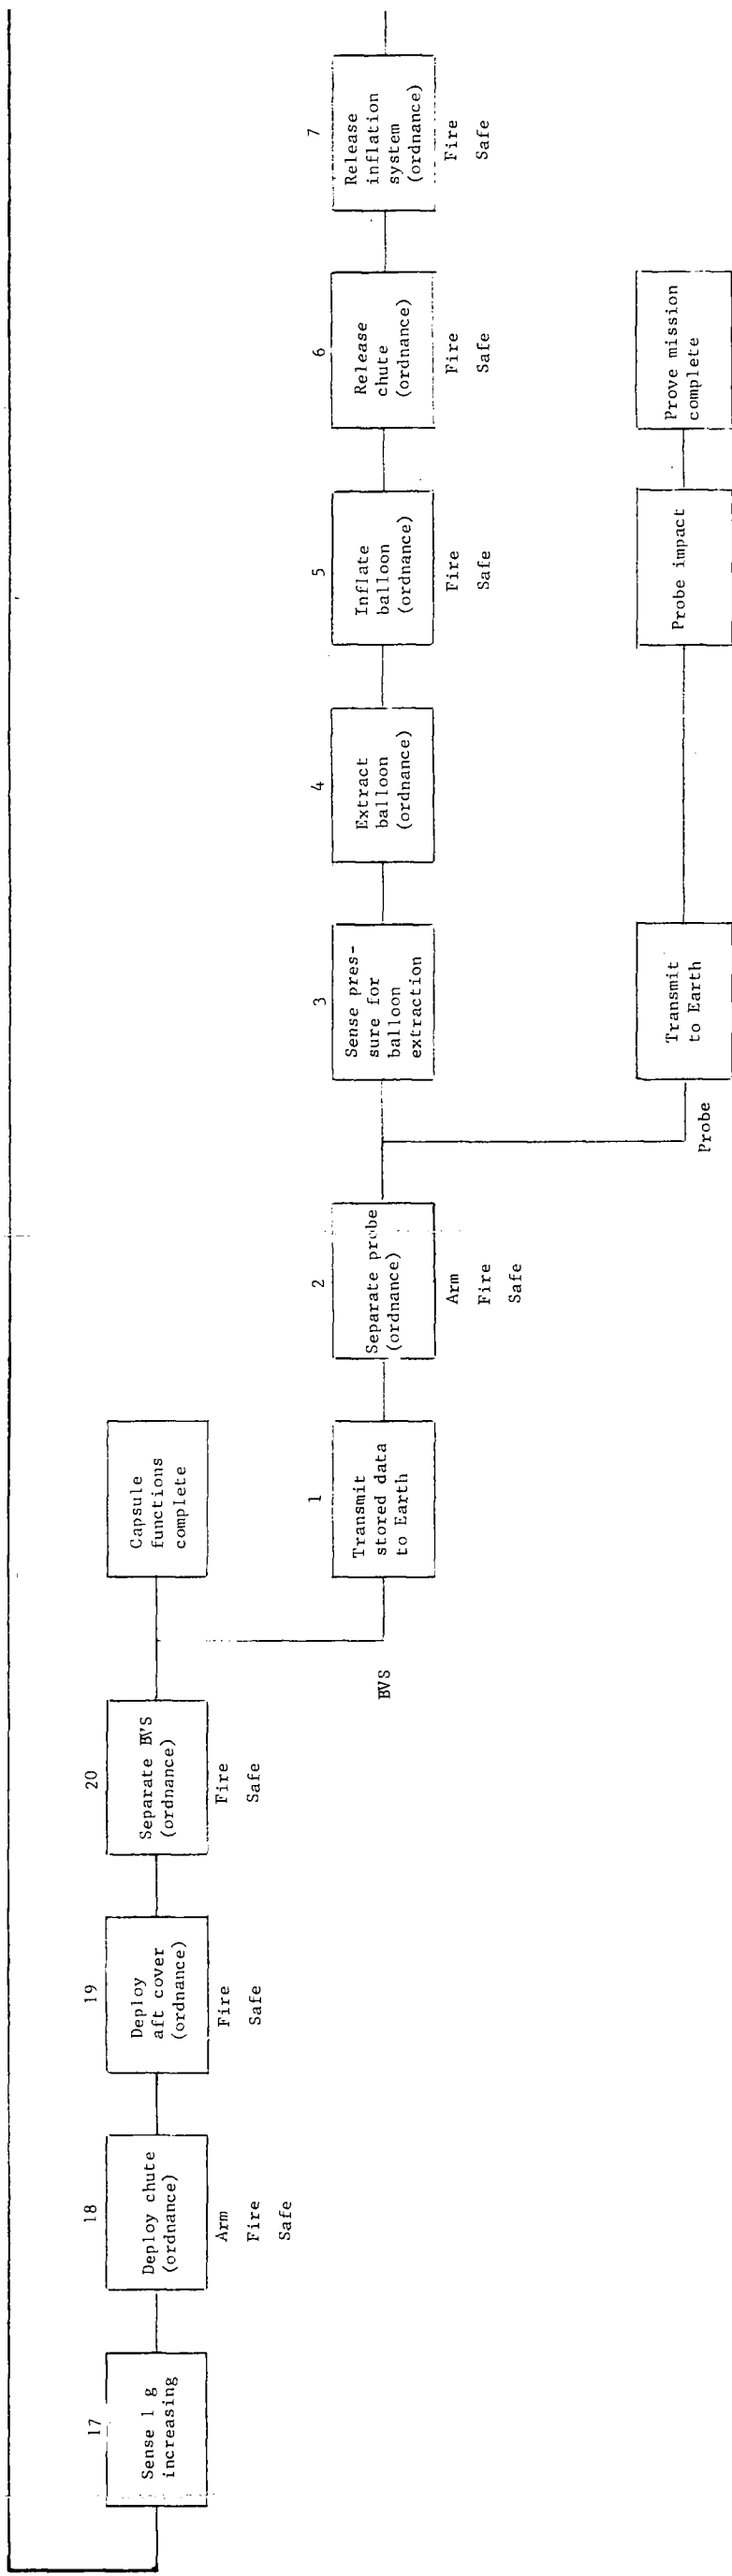 17
Sense 1 g
increasing
18
Deploy chute
(ordnance)
Arm
Fire
Safe
19
Deploy
aft cover
(ordnance)
Fire
Safe
20
Separate BVS
(ordnance)
Fire
Safe
Capsule
functions
complete
BVS
1
Transmit
stored data
to Earth
2
Separate probe
(ordnance)
Arm
Fire
Safe
3
Sense pres-
sure for
balloon
extraction
4
Extract
balloon
(ordnance)
5
Inflate
balloon
(ordnance)
Fire
Safe
6
Release
chute
(ordnance)
Fire
Safe
7
Release
inflation
system
(ordnance)
Fire
Safe
Probe
Transmit
to Earth
Probe impact
Prove mission
complete